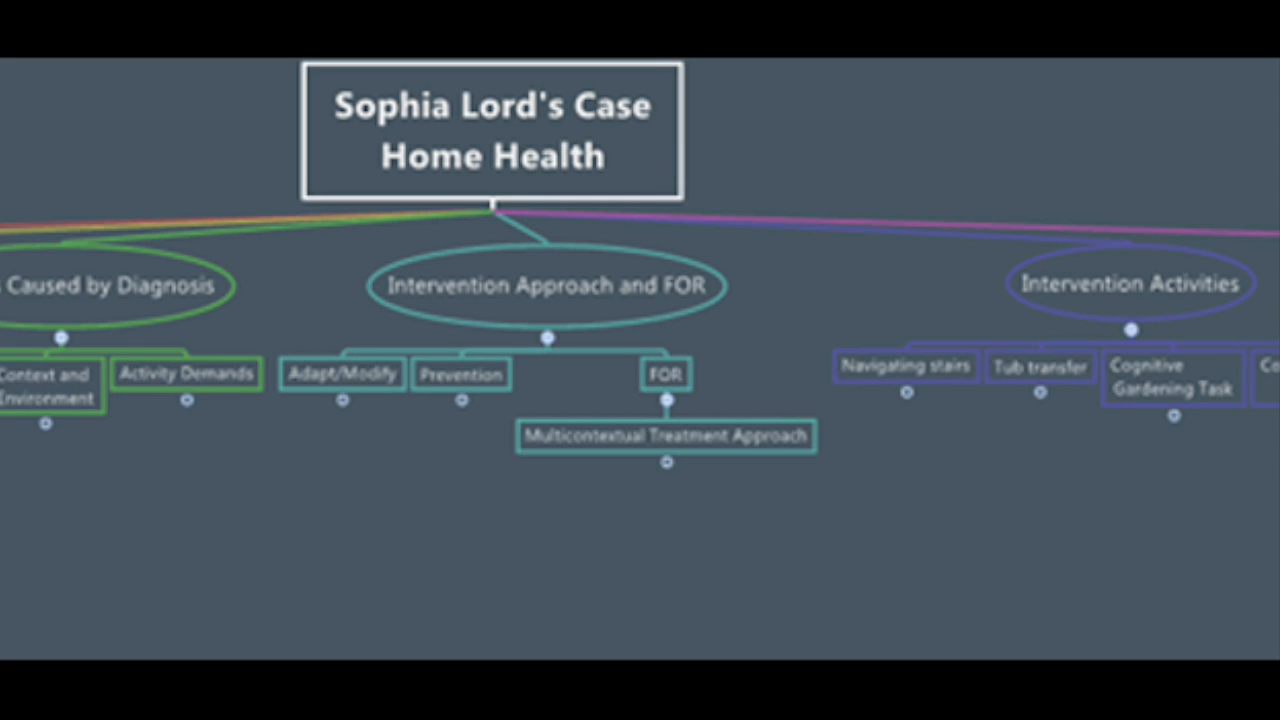 Sophia Lord's Case
Home Health
Caused by Diagnosis
Intervention Approach and FOR
Intervention Activities
Context and
Environment
Activity Demands
Adapt/Modify
Prevention
FOR
Multicontextual Treatment Approach
Navigating stairs
Tub transfer
Cognitive
Gardening Task